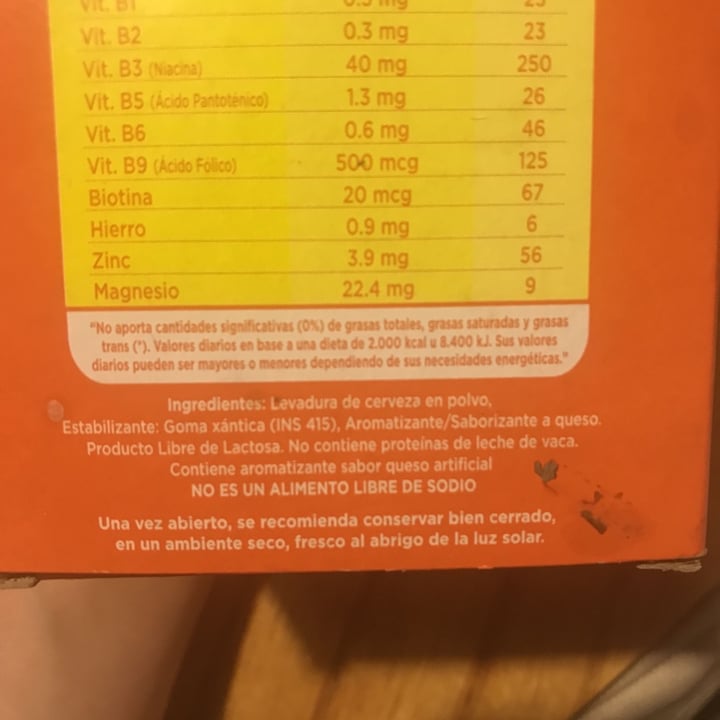 Vit. B1 0.3 mg 23
Vit. B2 0.3 mg 23
Vit. B3 (Niacina) 40 mg 250
Vit. B5 (Ácido Pantoténico) 1.3 mg 26
Vit. B6 0.6 mg 46
Vit. B9 (Ácido Fólico) 500 mcg 125
Biotina 20 mcg 67
Hierro 0.9 mg 6
Zinc 3.9 mg 56
Magnesio 22.4 mg 9
"No aporta cantidades significativas (0%) de grasas totales, grasas saturadas y grasas
trans (*). Valores diarios en base a una dieta de 2.000 kcal u 8.400 kJ. Sus valores
diarios pueden ser mayores o menores dependiendo de sus necesidades energéticas."
Ingredientes: Levadura de cerveza en polvo,
Estabilizante: Goma xántica (INS 415), Aromatizante/Saborizante a queso.
Producto Libre de Lactosa. No contiene proteínas de leche de vaca.
Contiene aromatizante sabor queso artificial
NO ES UN ALIMENTO LIBRE DE SODIO
Una vez abierto, se recomienda conservar bien cerrado,
en un ambiente seco, fresco al abrigo de la luz solar.